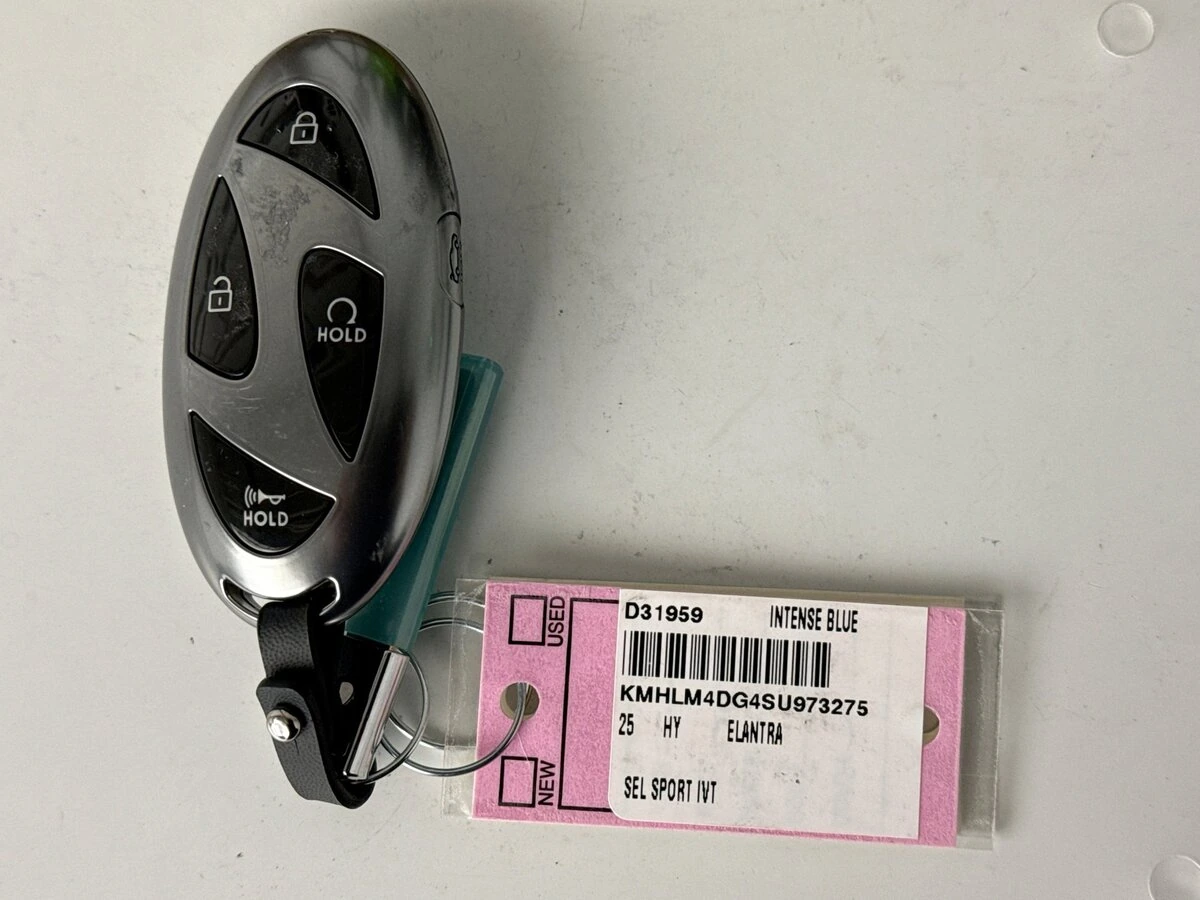 HOLD
HOLD
USED
NEW
D31959 INTENSE BLUE
KMHLM4DG4SU973275
25 HY ELANTRA
SEL SPORT IVT